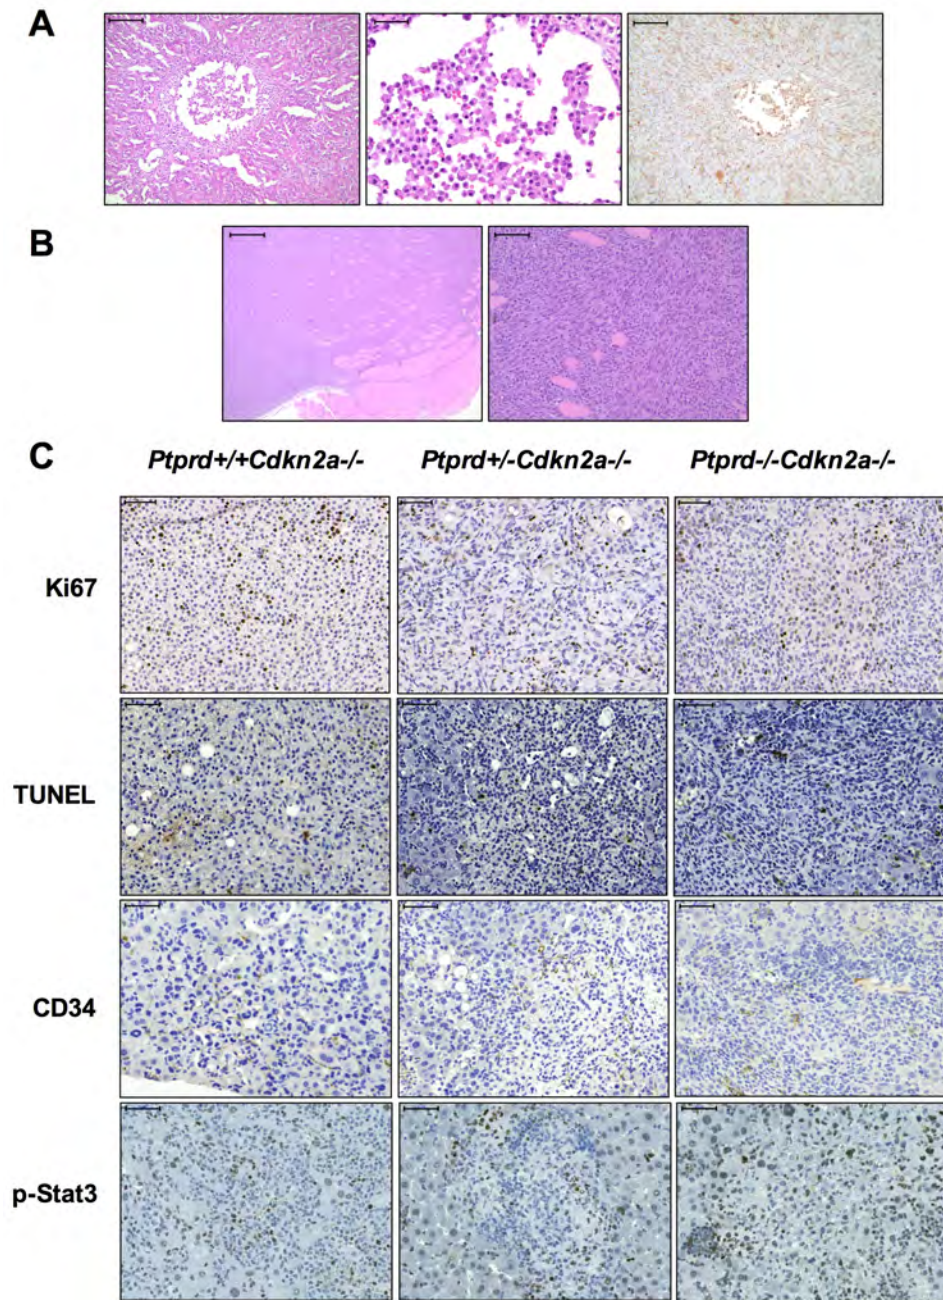 A
B
C
Ptprd+/+Cdkn2a-/- Ptprd+/-Cdkn2a-/- Ptprd-/-Cdkn2a-/-
Ki67
TUNEL
CD34
p-Stat3